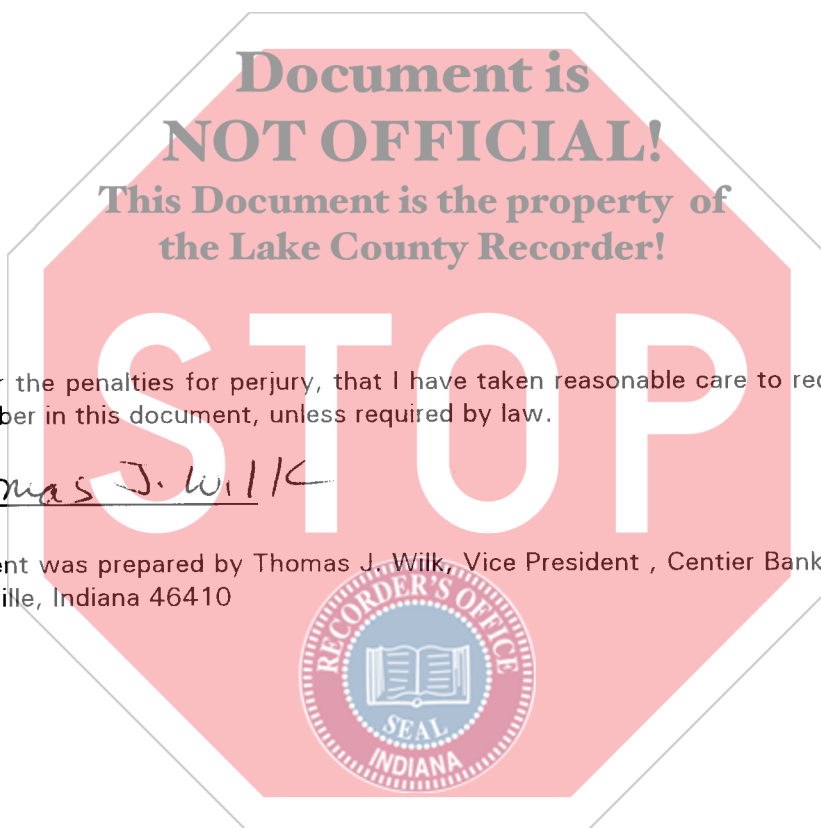 Document is
NOT OFFICIAL!
This Document is the property of
the Lake County Recorder!
STOP
the penalties for perjury, that I have taken reasonable care to
in this document, unless required by law.
mas J. Wilk
ent was prepared by Thomas J. Wilk, Vice President , Centier Bank
ille, Indiana 46410
RECORDER'S OFFICE
SEAL
INDIANA